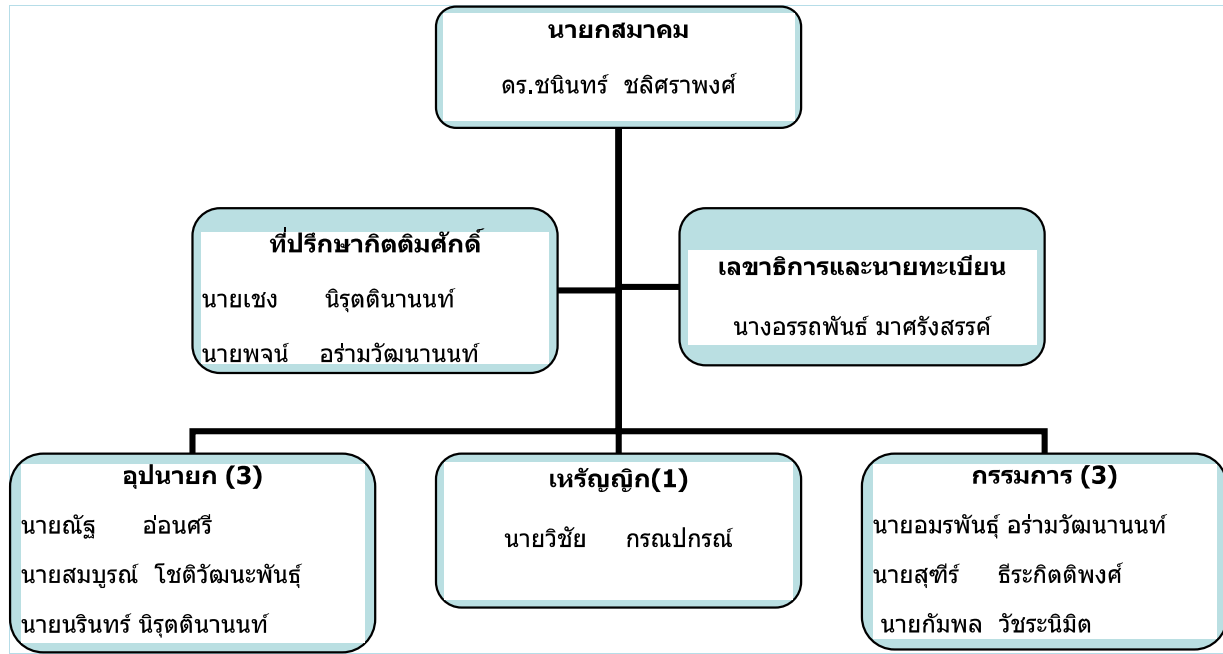 นายกสมาคม
ดร.ชนินทร์ ชลิศราพงศ์
ที่ปรึกษากิตติมศักดิ์
นายเชง นิรุตตินานนท์
นายพจน์ อร่ามวัฒนานนท์
เลขาธิการและนายทะเบียน
นางอรรถพันธ์ มาศรังสรรค์
อุปนายก (3)
นายณัฐ อ่อนศรี
นายสมบูรณ์ โชติวัฒนะพันธุ์
นายนรินทร์ นิรุตตินานนท์
เหรัญญิก(1)
นายวิชัย กรณปกรณ์
กรรมการ (3)
นายอมรพันธุ์ อร่ามวัฒนานนท์
นายสุฑีร์ ธีระกิตติพงศ์
นายกัมพล วัชระนิมิต